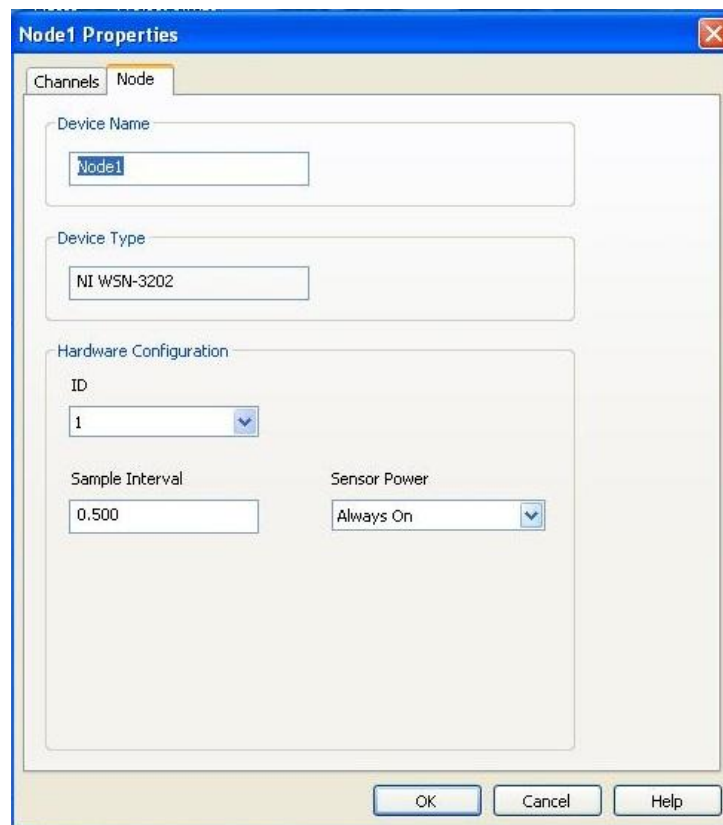 Node1 Properties
Channels Node
Device Name
Node1
Device Type
NI WSN-3202
Hardware Configuration
ID
1
Sample Interval Sensor Power
0.500 Always On
OK Cancel Help